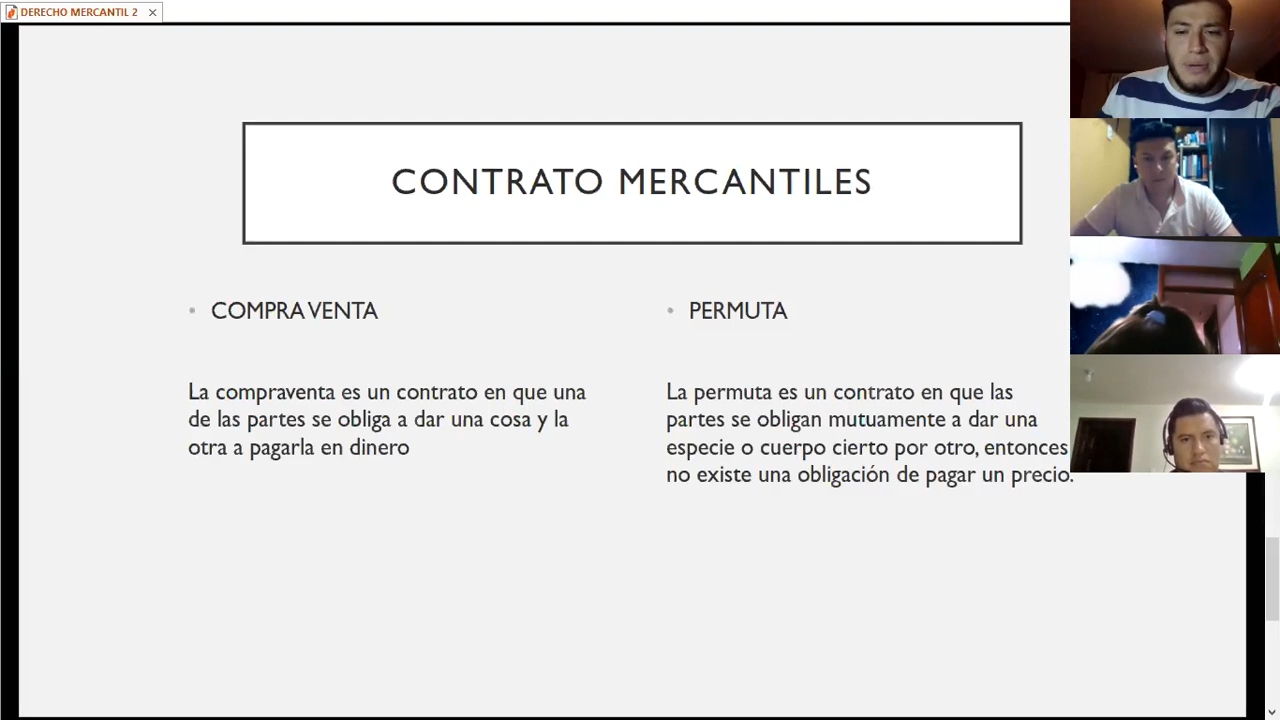 DERECHO MERCANTIL 2
CONTRATO MERCANTILES
• COMPRA VENTA
La compraventa es un contrato en que una
de las partes se obliga a dar una cosa y la
otra a pagarla en dinero
• PERMUTA
La permuta es un contrato en que las
partes se obligan mutuamente a dar una
especie o cuerpo cierto por otro, entonces
no existe una obligación de pagar un precio.